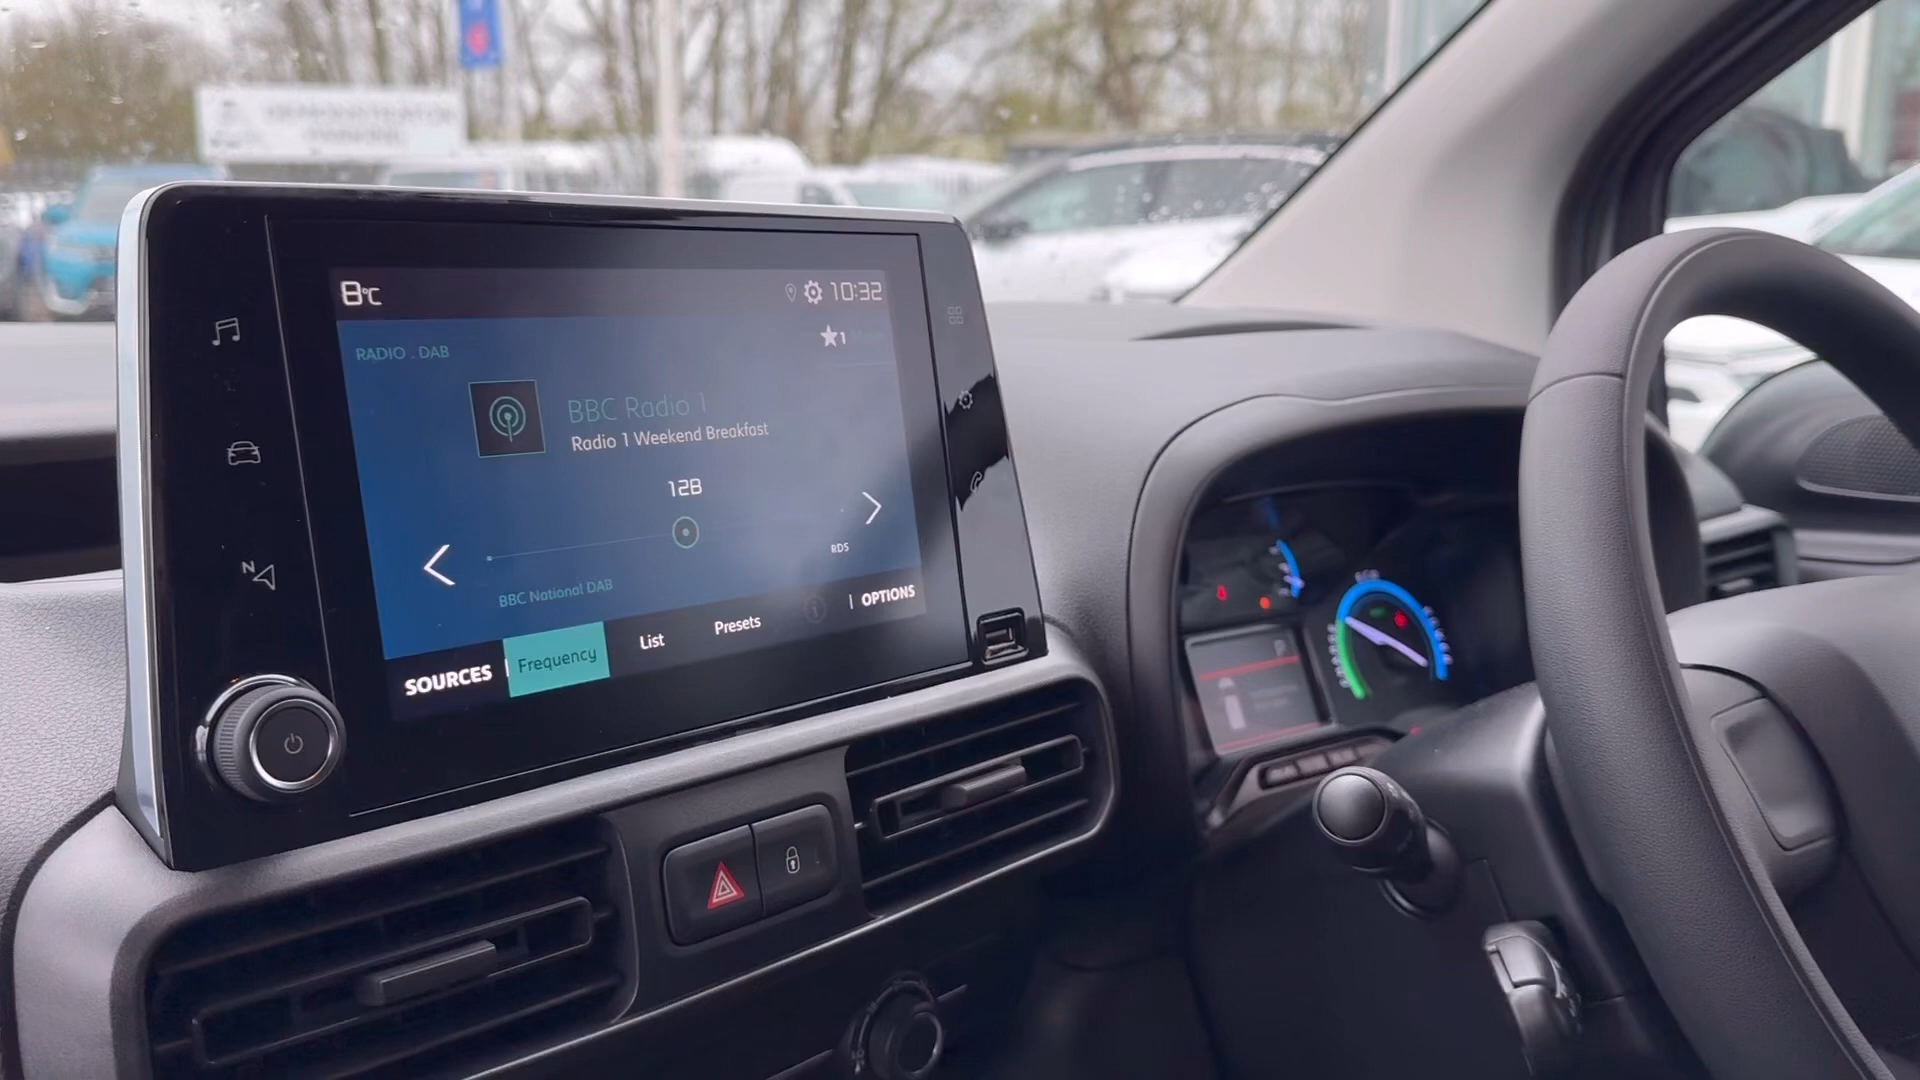 8°C
10:32
RADIO . DAB
★1
BBC Radio 1
Radio 1 Weekend Breakfast
12B
RDS
BBC National DAB
SOURCES
Frequency
List
Presets
OPTIONS
N
ECO
P